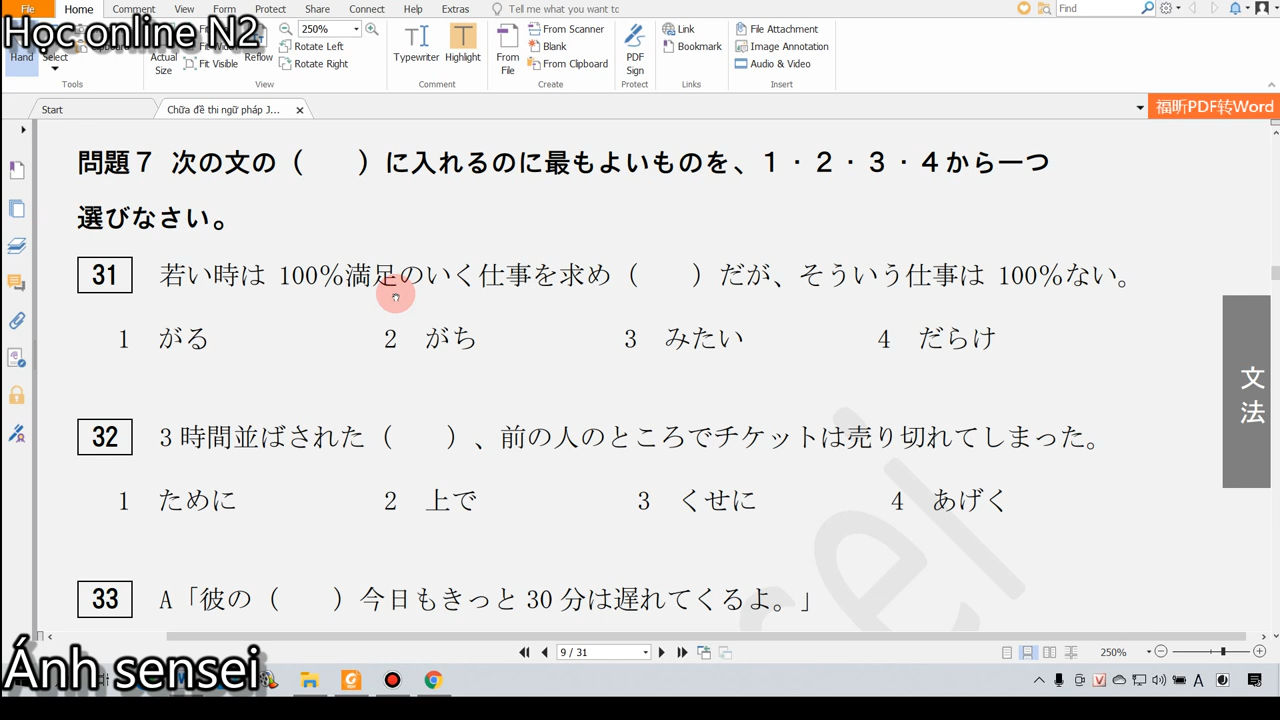 File Home Comment View Form Protect Share Connect Help Extras Tell me what you want to Find
Học online N2
Hand Select
Actual Size
Fit Visible
Reflow
250%
Rotate Left
Rotate Right
Typewriter Highlight
From File
From Scanner
Blank
From Clipboard
PDF Sign
Link
Bookmark
File Attachment
Image Annotation
Audio & Video
Tools View Comment Create Protect Links Insert
Start Chữa đề thi ngữ pháp J... 福昕PDF转Word
問題7 次の文の( )に入れるのに最もよいものを、1・2・3・4から一つ
選びなさい。
31 若い時は 100%満足のいく仕事を求め( )だが、そういう仕事は 100%ない。
1 がる 2 がち 3 みたい 4 だらけ
文法
32 3時間並ばされた( )、前の人のところでチケットは売り切れてしまった。
1 ために 2 上で 3 くせに 4 あげく
33 A「彼の( )今日もきっと 30 分は遅れてくるよ。」
9 / 31 250%
Ánh sensei